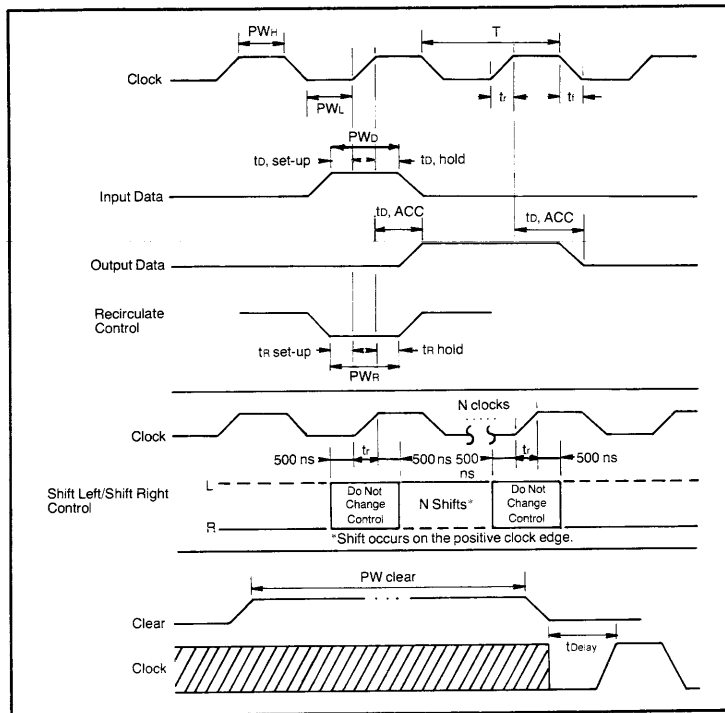 PWH
T
Clock
PWL
tr
tf
PWD
tD, set-up
tD, hold
Input Data
tD, ACC
tD, ACC
Output Data
Recirculate
Control
tR set-up
tR hold
PWR
N clocks
Clock
500 ns
tr
500 ns
500
ns
tr
500 ns
Shift Left/Shift Right
Control
L
R
Do Not
Change
Control
N Shifts*
Do Not
Change
Control
*Shift occurs on the positive clock edge.
PW clear
Clear
tDelay
Clock